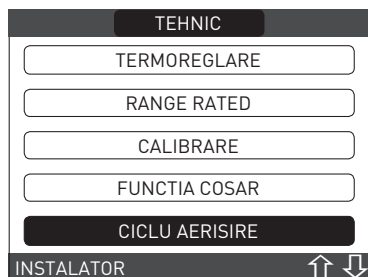 TEHNIC
TERMOREGLARE
RANGE RATED
CALIBRARE
FUNCTIA COSAR
CICLU AERISIRE
INSTALATOR